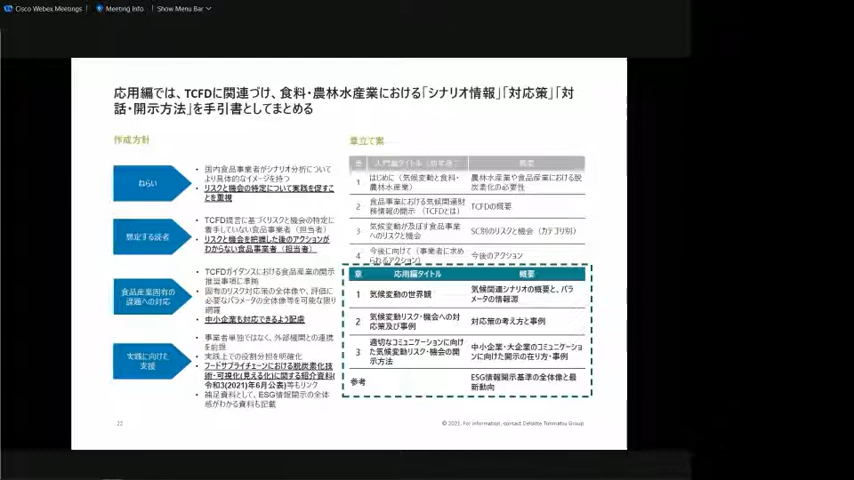 Cisco Webex Meetings
Meeting Info
Show Menu Bar
応用編では、TCFDに関連づけ、食料・農林水産業における「シナリオ情報」「対応策」「対
話・開示方法」を手引書としてまとめる
作成方針
ねらい
・国内食品事業者がシナリオ分析について
より具体的なイメージを持つ
・リスクと機会の特定について実践を促すこ
とを重視
想定する読者
・TCFD提言に基づくリスクと機会の特定に
着手していない食品事業者（担当者）
・リスクと機会を把握した後のアクションが
わからない食品事業者（担当者）
食品産業固有の
課題への対応
・TCFDガイダンスにおける食品産業の開示
推奨事項に準拠
・固有のリスク対応策の全体像や、評価に
必要なパラメータの全体像等を可能な限り
網羅
・中小企業も対応できるよう配慮
実践に向けた
支援
・事業者単独ではなく、外部機関との連携
を前提
・実践上での役割分担を明確化
・フードサプライチェーンにおける脱炭素化技
術・可視化(見える化)に関する紹介資料(
令和3(2021)年6月公表)等もリンク
・補足資料として、ESG情報開示の全体
感がわかる資料も記載
章立て案
章 入門編タイトル 概要
1 はじめに（気候変動と食料・
農林水産業） 農林水産業や食品産業における脱
炭素化の必要性
2 食品事業における気候関連財
務情報の開示（TCFDとは） TCFDの概要
3 気候変動が及ぼす食品事業
へのリスクと機会 SC別のリスクと機会（カテゴリ別）
4 今後に向けて（事業者に求め
られるアクション） 今後のアクション
章 応用編タイトル 概要
1 気候変動の世界観 気候関連シナリオの概要と、パラ
メータの情報源
2 気候変動リスク・機会への対
応策及び事例 対応策の考え方と事例
3 適切なコミュニケーションに向け
た気候変動リスク・機会の開
示方法 中小企業・大企業のコミュニケーショ
ンに向けた開示の在り方・事例
参考 ESG情報開示基準の全体像と最
新動向
22
© 2021. For information, contact Deloitte Tohmatsu Group